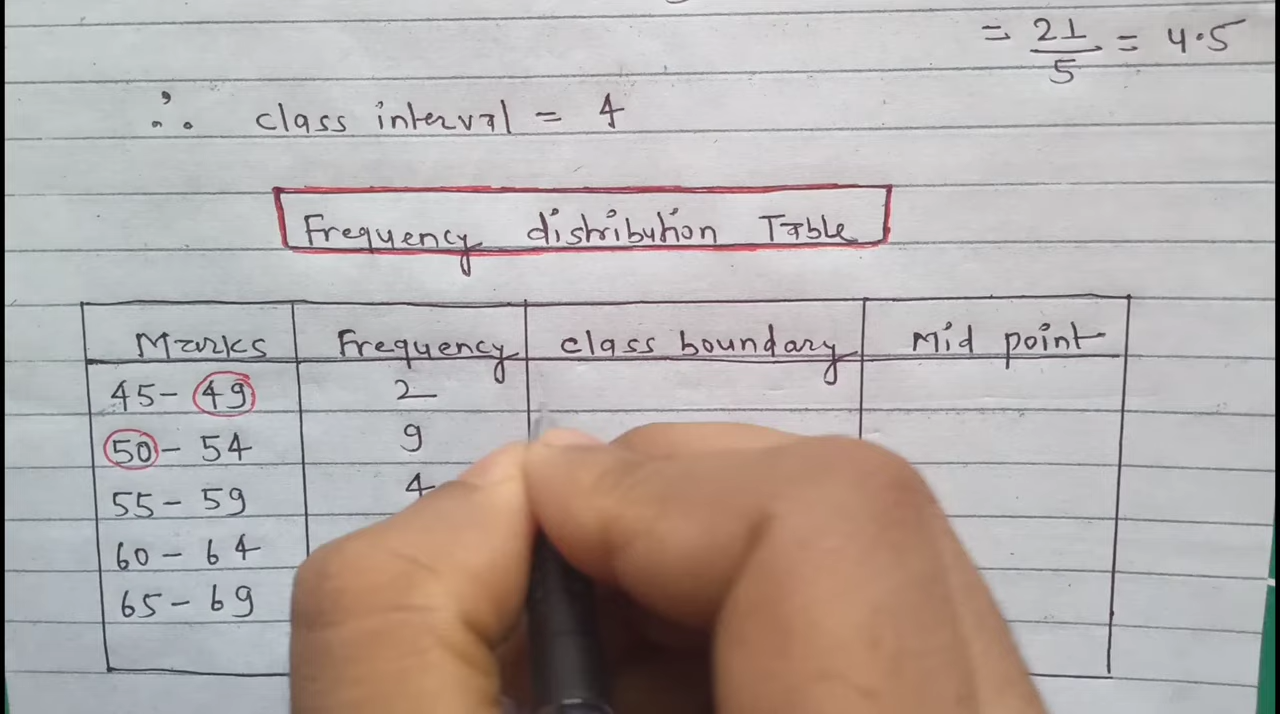 = 21/5 = 4.5
∴ class interval = 4
Frequency distribution Table
Marks Frequency class boundary Mid point
45 - 49 2
50 - 54 9
55 - 59 4
60 - 64
65 - 69